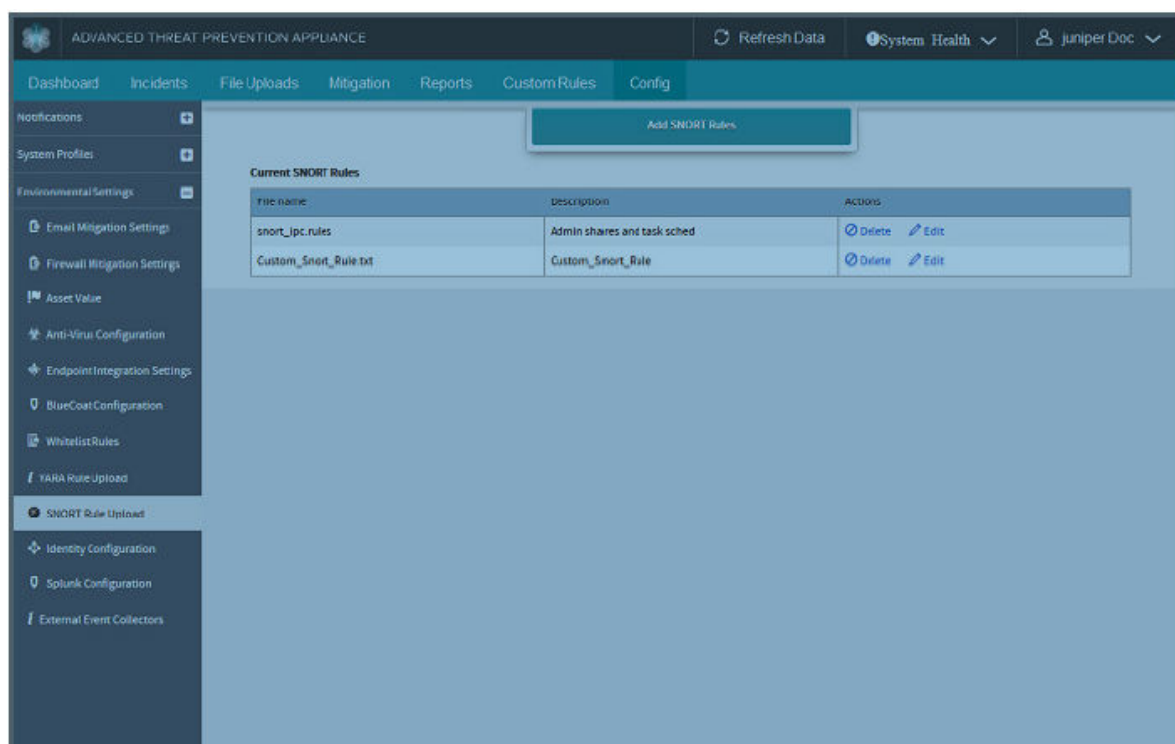 ADVANCED THREAT PREVENTION APPLIANCE
Refresh Data
System Health
juniper Doc
Dashboard Incidents File Uploads Mitigation Reports Custom Rules Config
Notifications
System Profiles
Environmental Settings
Email Mitigation Settings
Firewall Mitigation Settings
Asset Value
Anti-Virus Configuration
Endpoint Integration Settings
BlueCoat Configuration
Whitelist Rules
YARA Rule Upload
SNORT Rule Upload
Identity Configuration
Splunk Configuration
External Event Collectors
Add SNORT Rules
Current SNORT Rules
File name Description Actions
snort_ipc.rules Admin shares and task sched Delete Edit
Custom_Snort_Rule.txt Custom_Snort_Rule Delete Edit